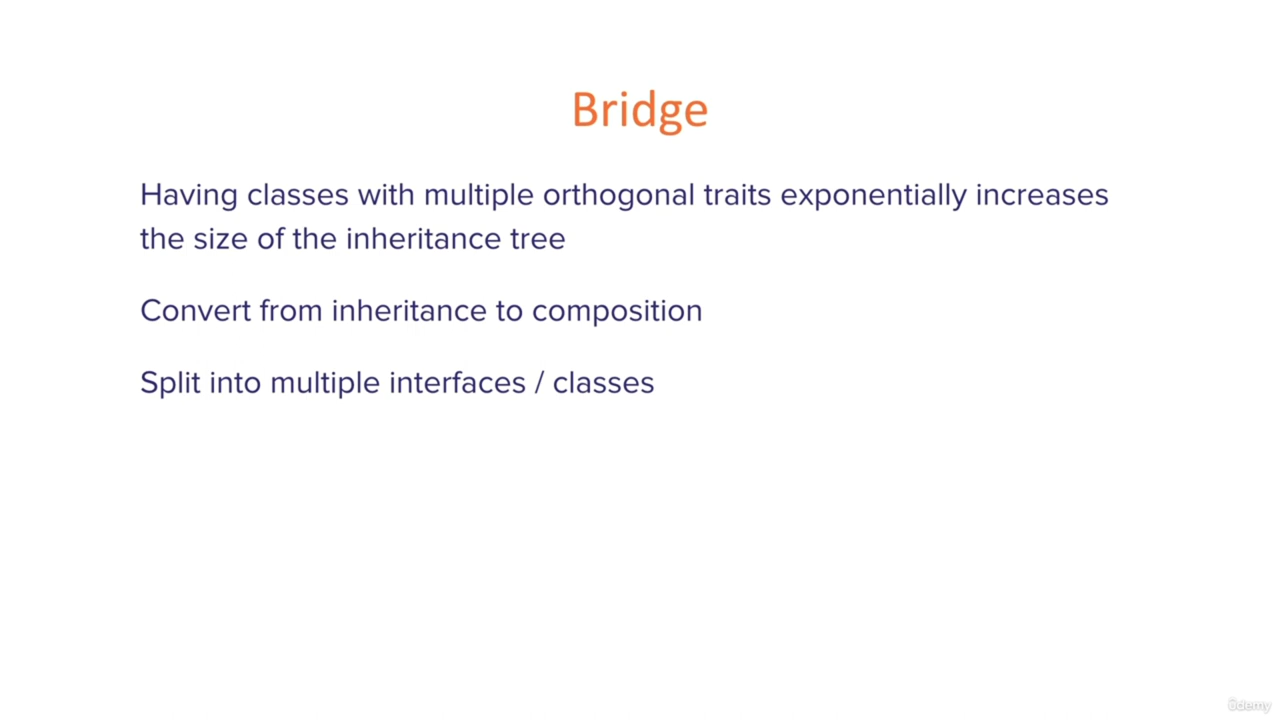 Bridge
Having classes with multiple orthogonal traits exponentially increases
the size of the inheritance tree
Convert from inheritance to composition
Split into multiple interfaces / classes
ûdemy